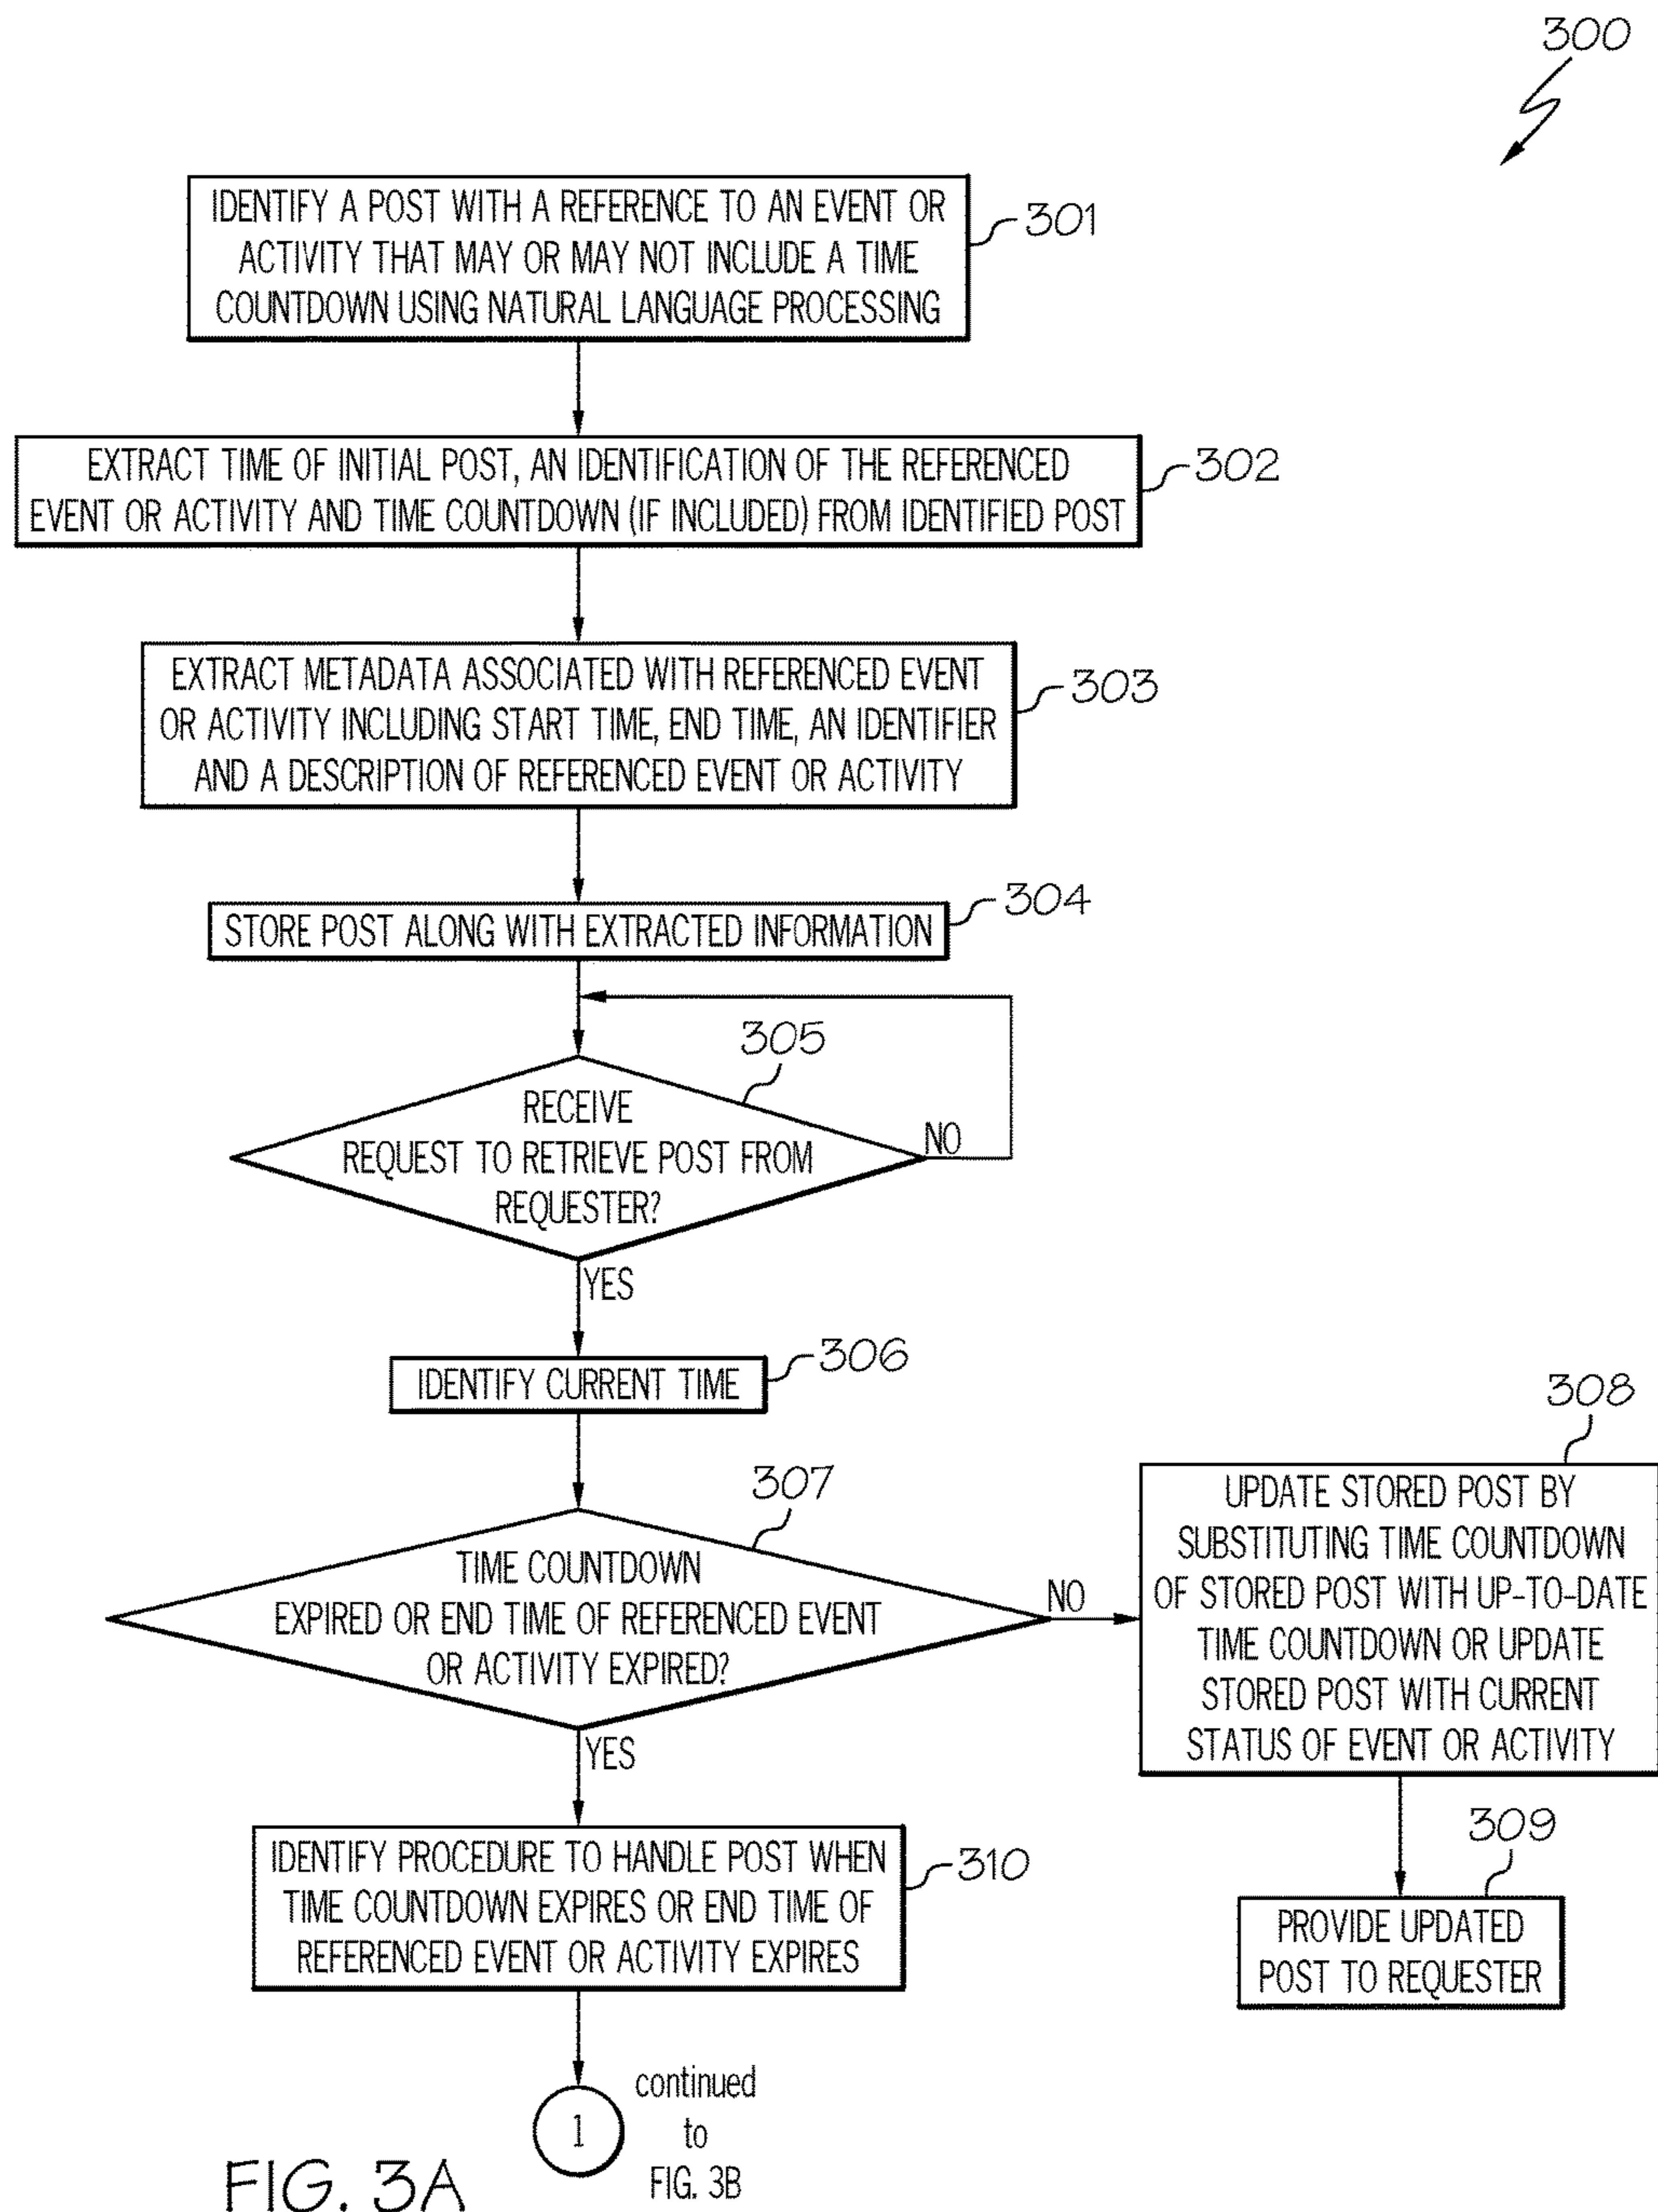 300
IDENTIFY A POST WITH A REFERENCE TO AN EVENT OR
ACTIVITY THAT MAY OR MAY NOT INCLUDE A TIME
COUNTDOWN USING NATURAL LANGUAGE PROCESSING
301
EXTRACT TIME OF INITIAL POST, AN IDENTIFICATION OF THE REFERENCED
EVENT OR ACTIVITY AND TIME COUNTDOWN (IF INCLUDED) FROM IDENTIFIED POST
302
EXTRACT METADATA ASSOCIATED WITH REFERENCED EVENT
OR ACTIVITY INCLUDING START TIME, END TIME, AN IDENTIFIER
AND A DESCRIPTION OF REFERENCED EVENT OR ACTIVITY
303
STORE POST ALONG WITH EXTRACTED INFORMATION
304
305
RECEIVE
REQUEST TO RETRIEVE POST FROM
REQUESTER?
NO
YES
IDENTIFY CURRENT TIME
306
307
TIME COUNTDOWN
EXPIRED OR END TIME OF REFERENCED EVENT
OR ACTIVITY EXPIRED?
NO
308
UPDATE STORED POST BY
SUBSTITUTING TIME COUNTDOWN
OF STORED POST WITH UP-TO-DATE
TIME COUNTDOWN OR UPDATE
STORED POST WITH CURRENT
STATUS OF EVENT OR ACTIVITY
309
PROVIDE UPDATED
POST TO REQUESTER
YES
IDENTIFY PROCEDURE TO HANDLE POST WHEN
TIME COUNTDOWN EXPIRES OR END TIME OF
REFERENCED EVENT OR ACTIVITY EXPIRES
310
1
continued
to
FIG. 3B
FIG. 3A